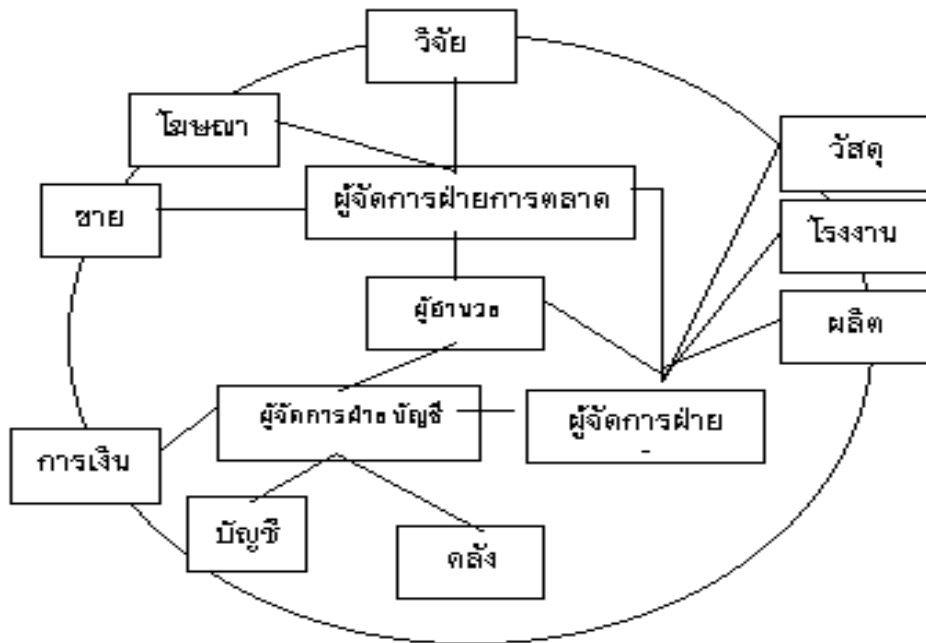 วิจัย
โฆษณา
วัสดุ
ผู้จัดการฝ่ายการตลาด
ขาย
โรงงาน
ผู้อำนวย
ผลิต
ผู้จัดการฝ่าย บัญชี
ผู้จัดการฝ่าย
การเงิน
บัญชี
คลัง